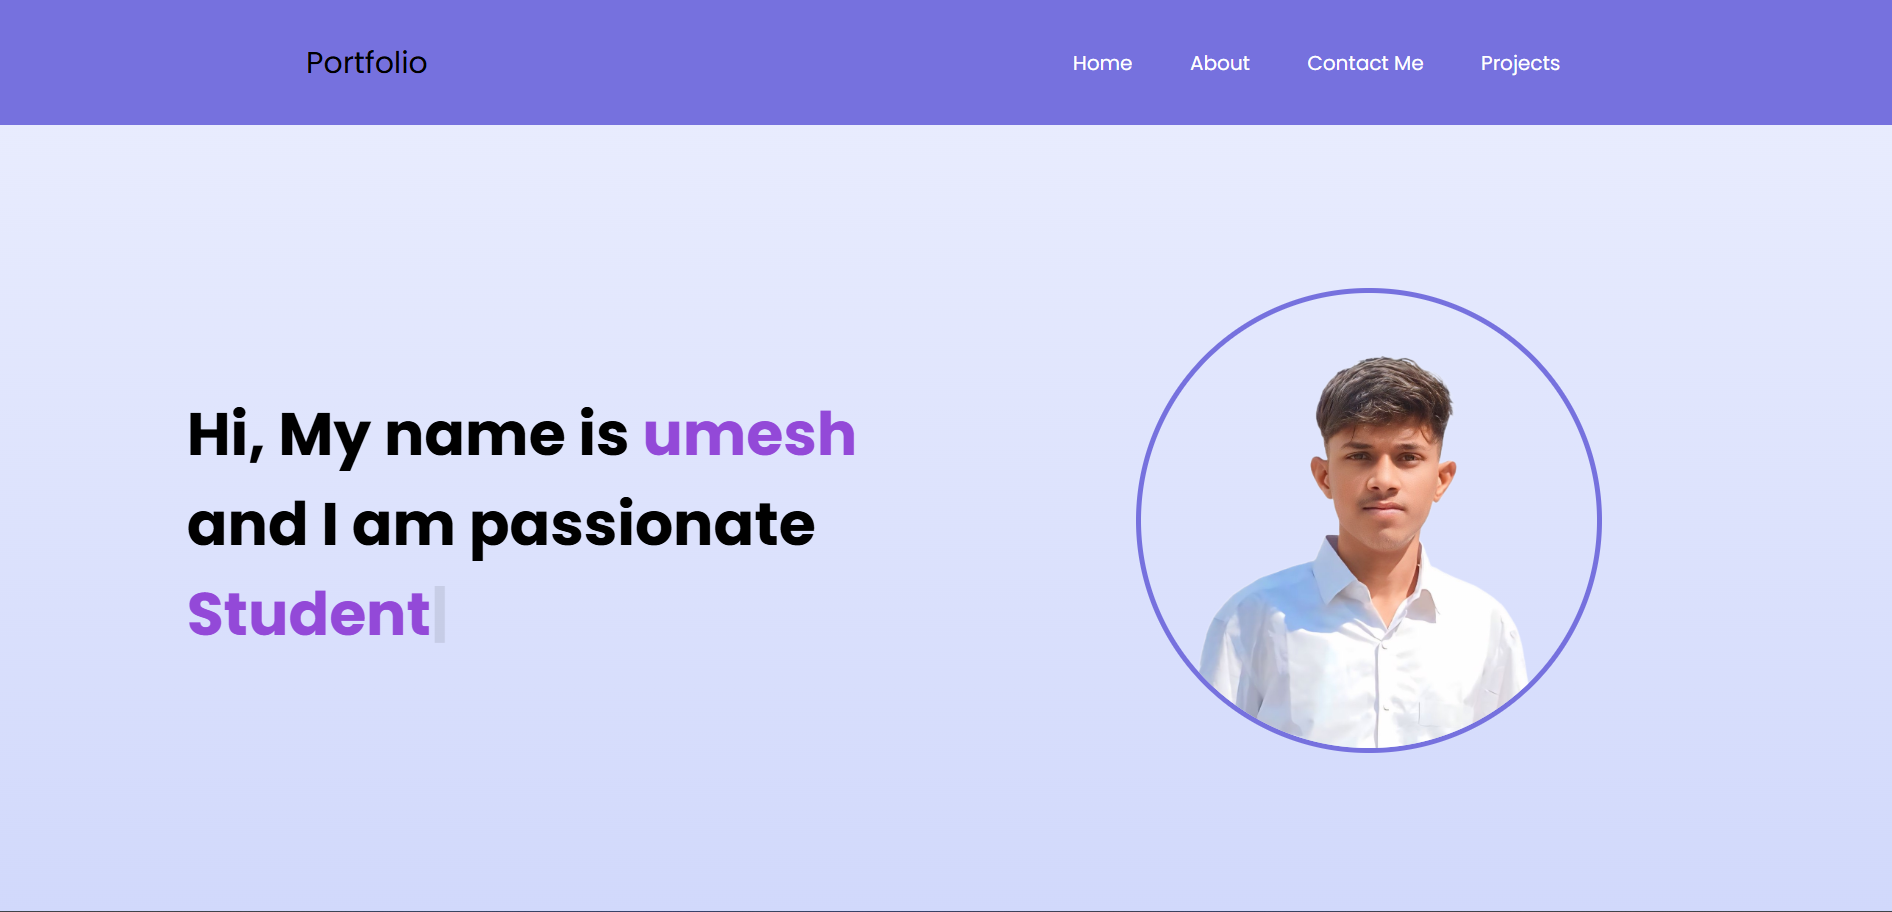 Portfolio
Home About Contact Me Projects
Hi, My name is umesh
and I am passionate
Student